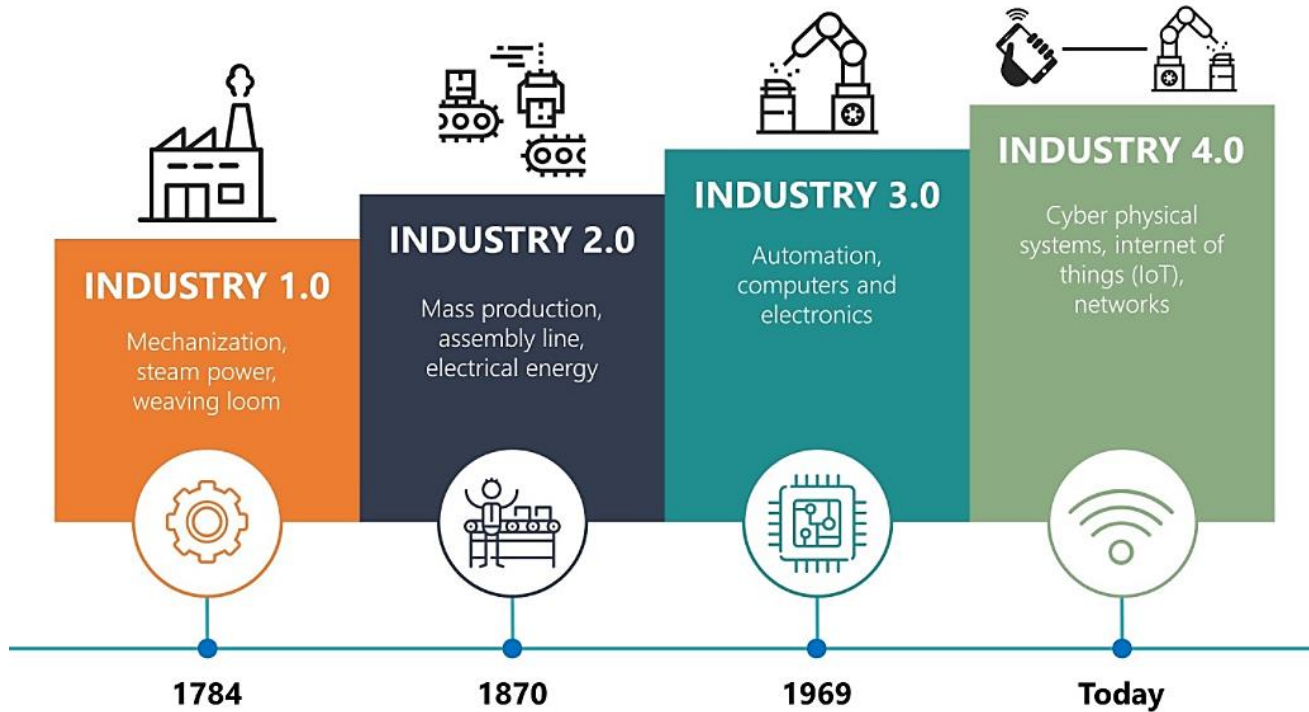 INDUSTRY 1.0
Mechanization,
steam power,
weaving loom
INDUSTRY 2.0
Mass production,
assembly line,
electrical energy
INDUSTRY 3.0
Automation,
computers and
electronics
INDUSTRY 4.0
Cyber physical
systems, internet of
things (IoT),
networks
1784
1870
1969
Today